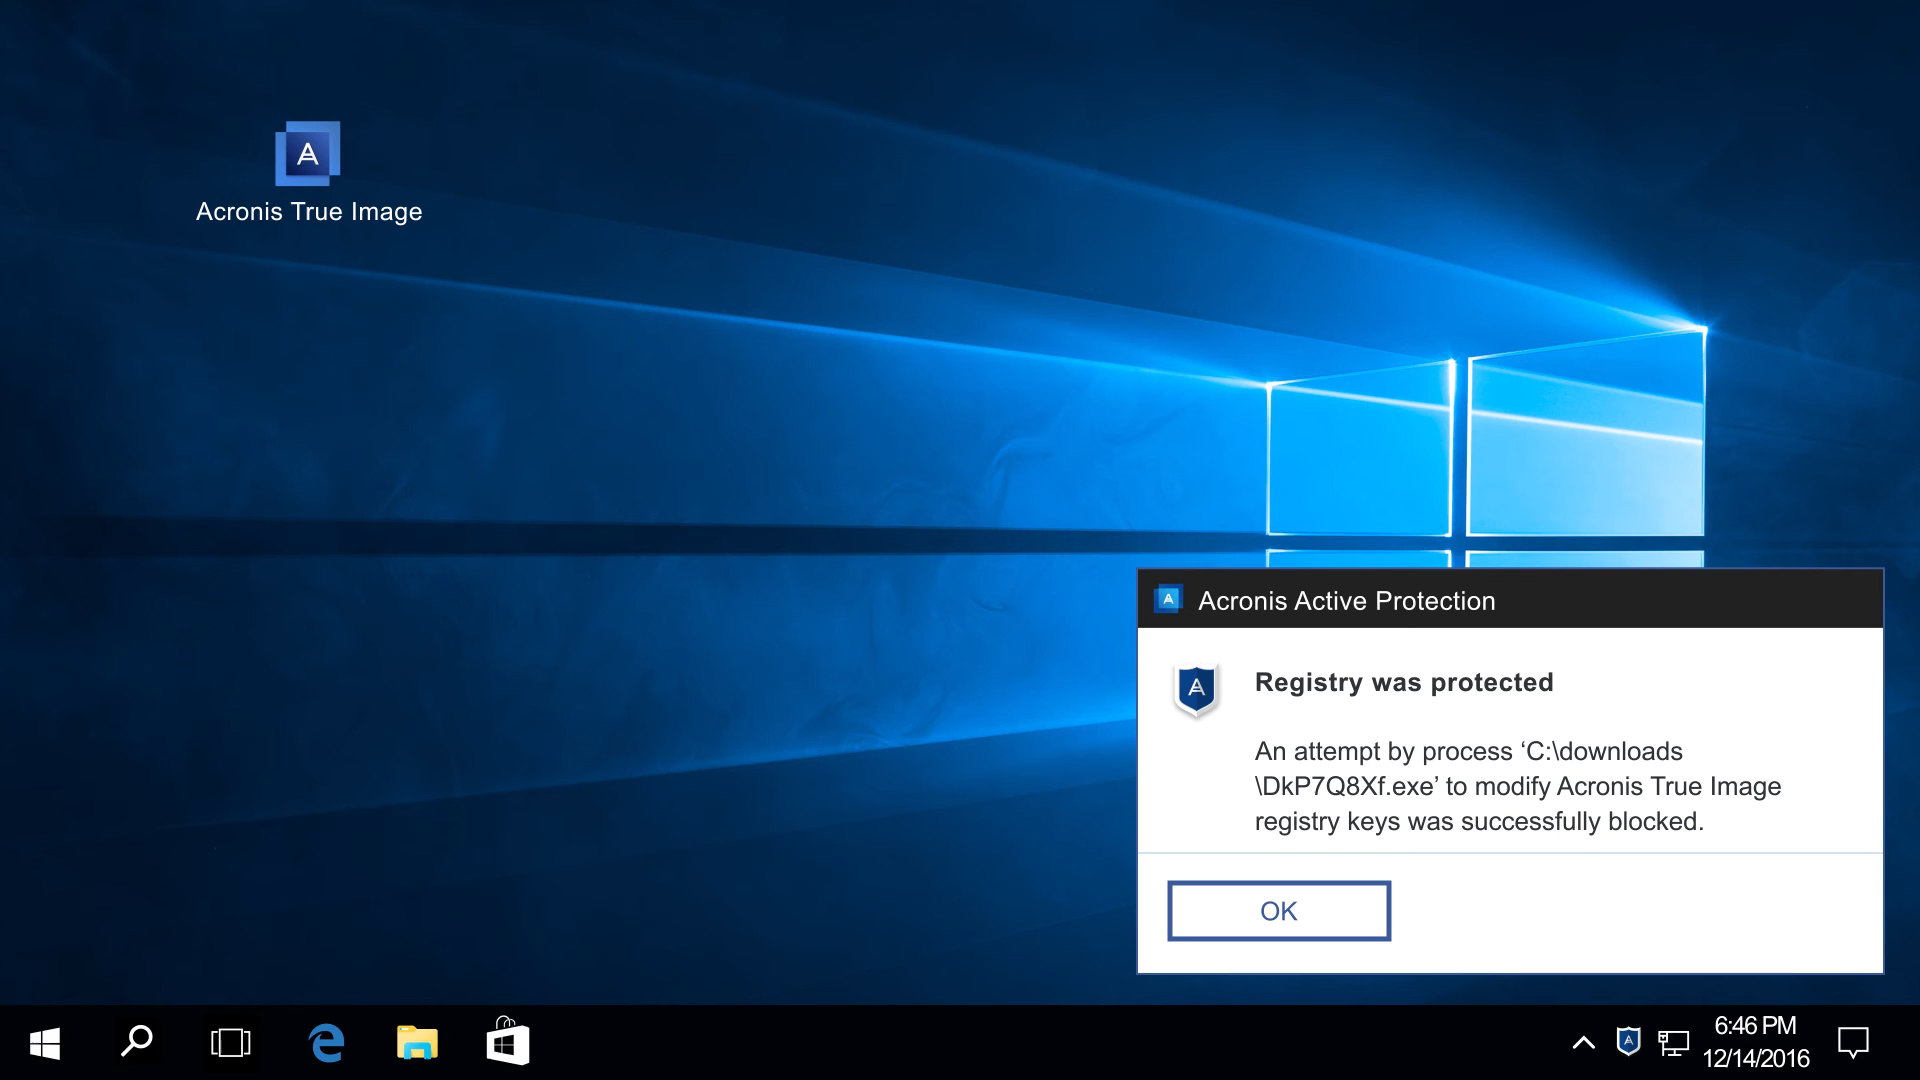 Acronis True Image
Acronis Active Protection
Registry was protected
An attempt by process ‘C:\downloads
\DkP7Q8Xf.exe’ to modify Acronis True Image
registry keys was successfully blocked.
OK
6:46 PM
12/14/2016